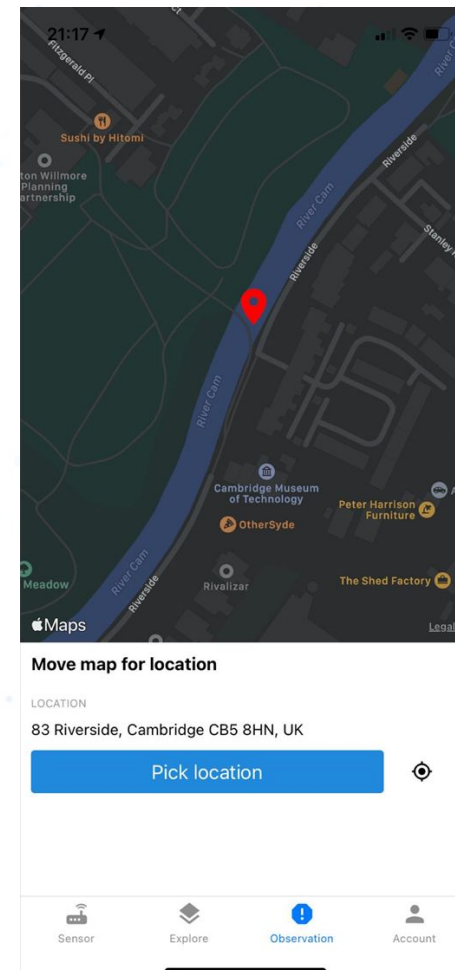 21:17
Fitzgerald Pl
Ct
River C
Sushi by Hitomi
ton Willmore
Planning
artnership
Riverside
River Cam
Riverside
Stanley R
River Cam
Cambridge Museum
of Technology
A
OtherSyde
Peter Harrison
Furniture
Meadow
River Cam
Riverside
Rivalizar
The Shed Factory
Maps
Legal
Move map for location
LOCATION
83 Riverside, Cambridge CB5 8HN, UK
Pick location
Sensor
Explore
Observation
Account